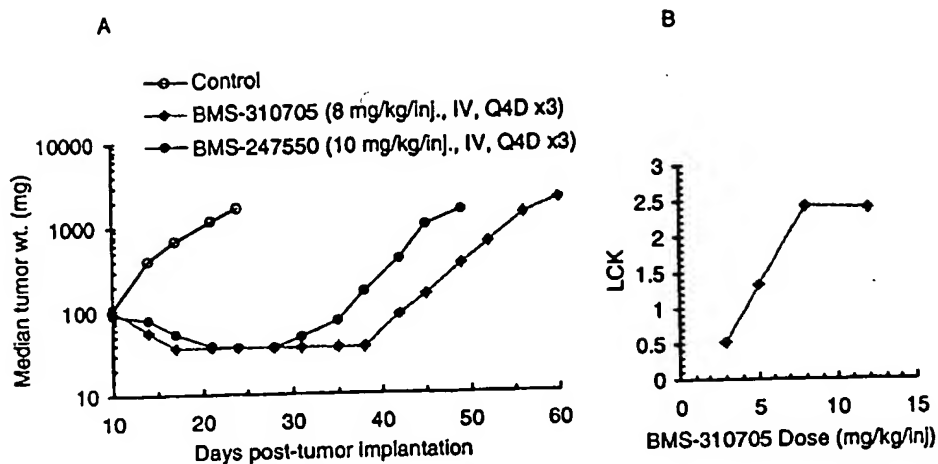 A
B
Control
BMS-310705 (8 mg/kg/inj., IV, Q4D x3)
BMS-247550 (10 mg/kg/inj., IV, Q4D x3)
Median tumor wt. (mg)
10000
1000
100
10
10 20 30 40 50 60
Days post-tumor implantation
LCK
3
2.5
2
1.5
1
0.5
0
0 5 10 15
BMS-310705 Dose (mg/kg/inj)